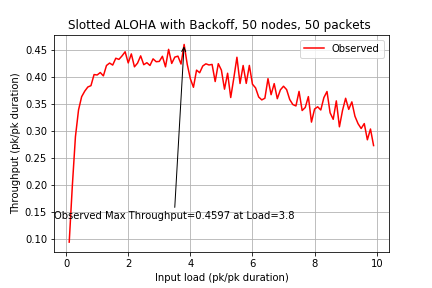 Slotted ALOHA with Backoff, 50 nodes, 50 packets
Observed
0.45
0.40
0.35
0.30
0.25
0.20
0.15
0.10
Throughput (pk/pk duration)
Observed Max Throughput=0.4597 at Load=3.8
0 2 4 6 8 10
Input load (pk/pk duration)